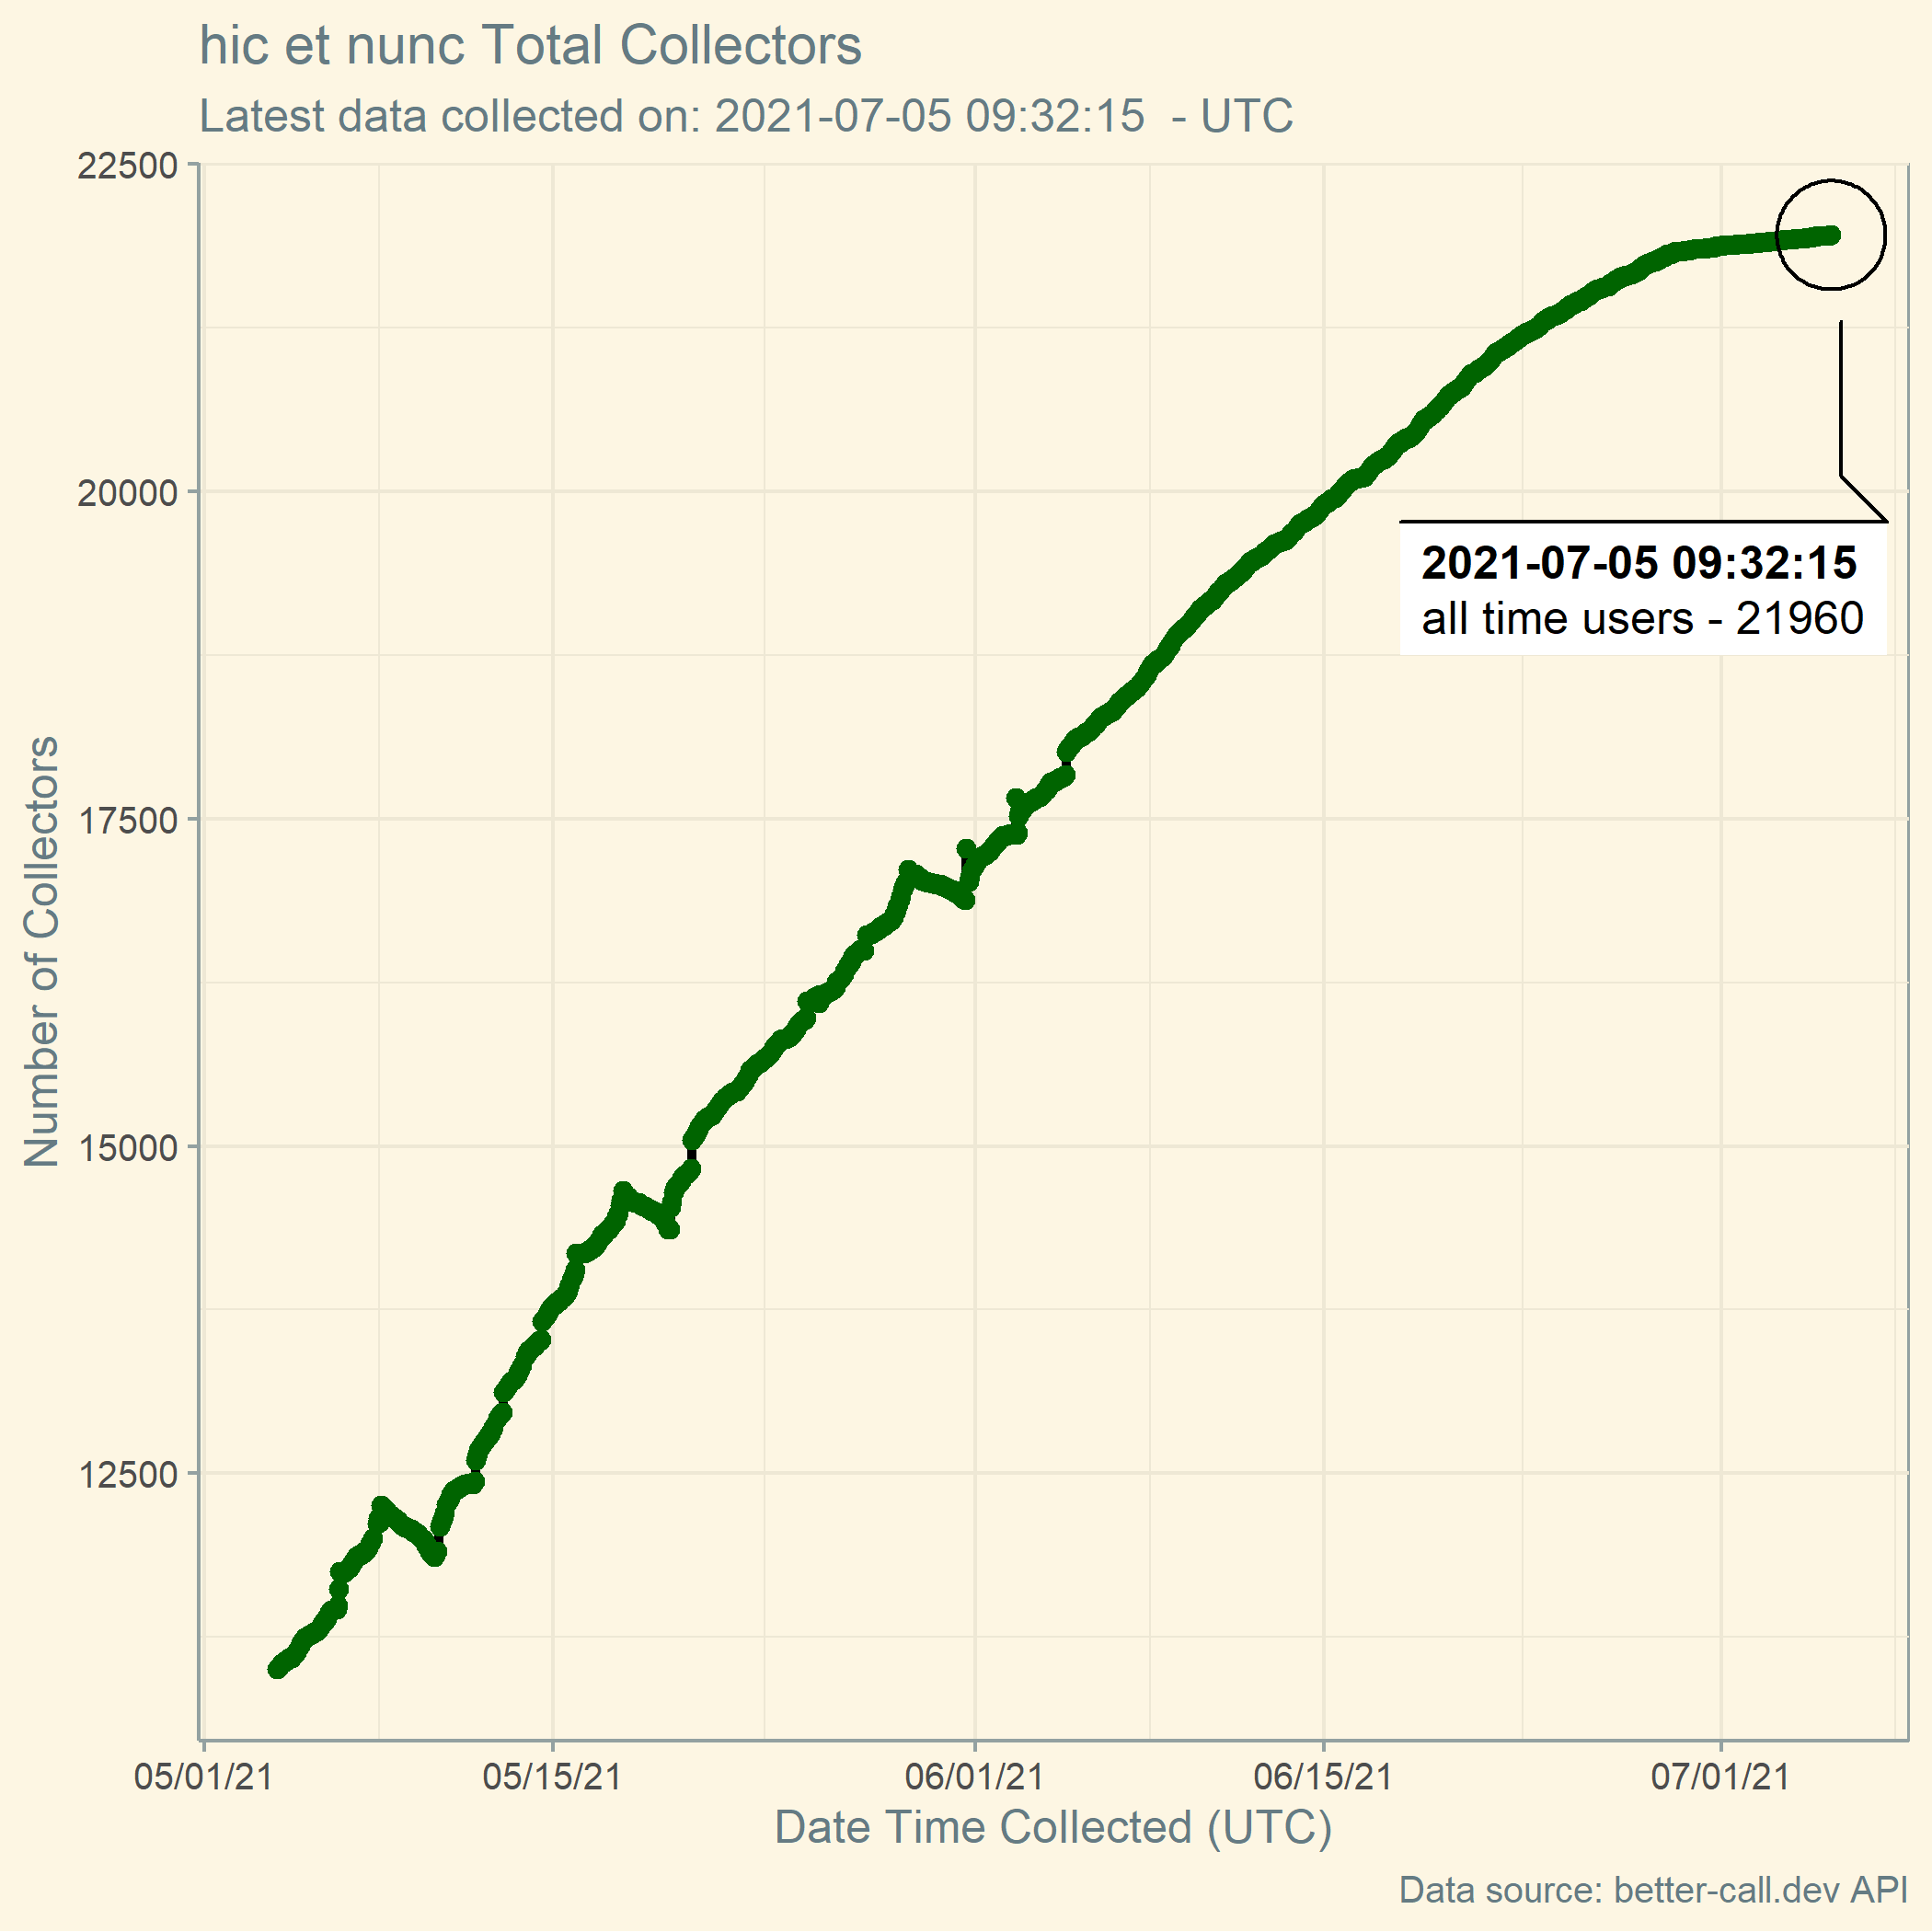 hic et nunc Total Collectors
Latest data collected on: 2021-07-05 09:32:15  - UTC
22500
20000
17500
15000
12500
Number of Collectors
2021-07-05 09:32:15
all time users - 21960
05/01/21 05/15/21 06/01/21 06/15/21 07/01/21
Date Time Collected (UTC)
Data source: better-call.dev API